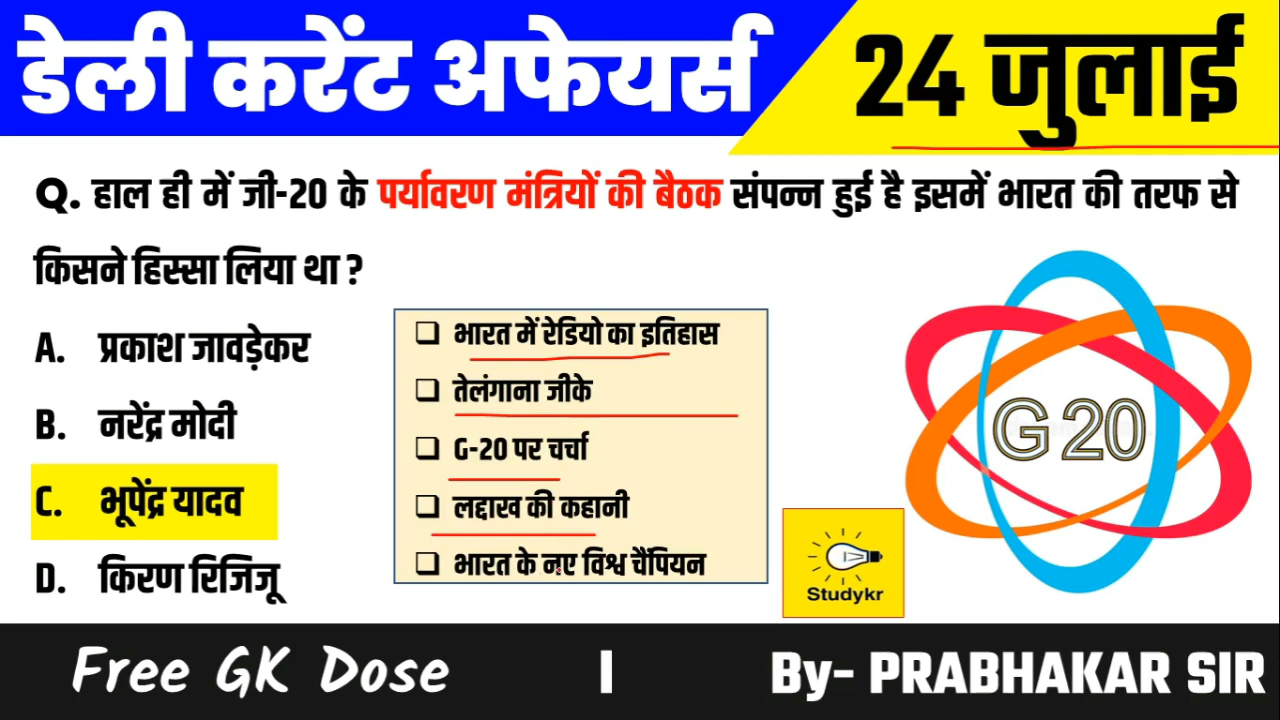 डेली करेंट अफेयर्स
24 जुलाई
Q. हाल ही में जी-20 के पर्यावरण मंत्रियों की बैठक संपन्न हुई है इसमें भारत की तरफ से
किसने हिस्सा लिया था ?
A. प्रकाश जावड़ेकर
B. नरेंद्र मोदी
C. भूपेंद्र यादव
D. किरण रिजिजू
❑ भारत में रेडियो का इतिहास
❑ तेलंगाना जीके
❑ G-20 पर चर्चा
❑ लद्दाख की कहानी
❑ भारत के नए विश्व चैंपियन
G20
Studykr
Free GK Dose
I
By- PRABHAKAR SIR